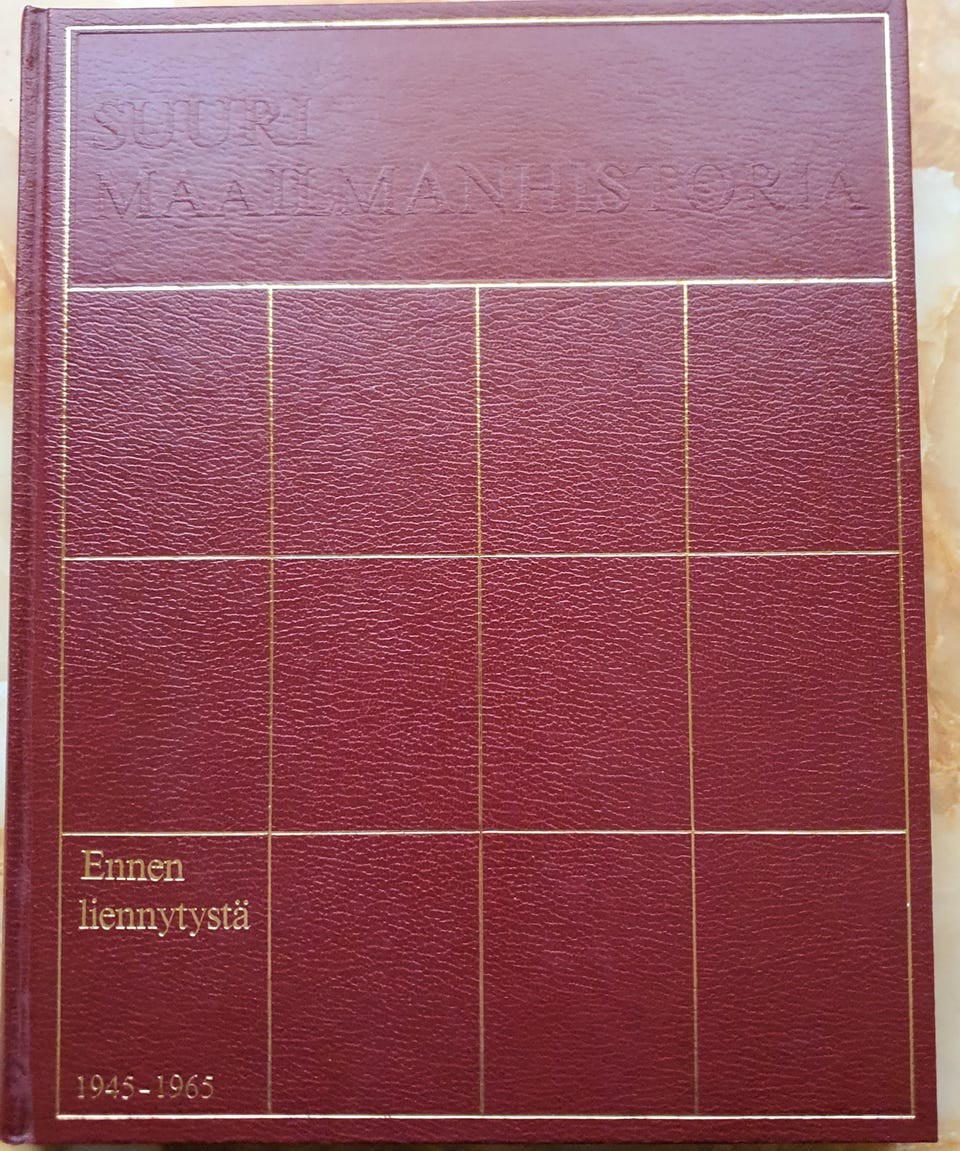 SUURI
MAAILMANHISTORIA
Ennen
liennytystä
1945-1965